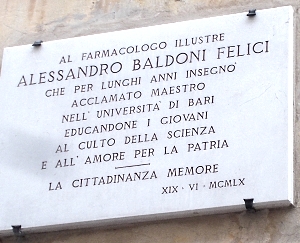 AL FARMACOLOGO ILLUSTRE
ALESSANDRO BALDONI FELICI
CHE PER LUNGHI ANNI INSEGNO'
ACCLAMATO MAESTRO
NELL' UNIVERSITÀ DI BARI
EDUCANDONE I GIOVANI
AL CULTO DELLA SCIENZA
E ALL' AMORE PER LA PATRIA
LA CITTADINANZA MEMORE
XIX · VI - MCMLX